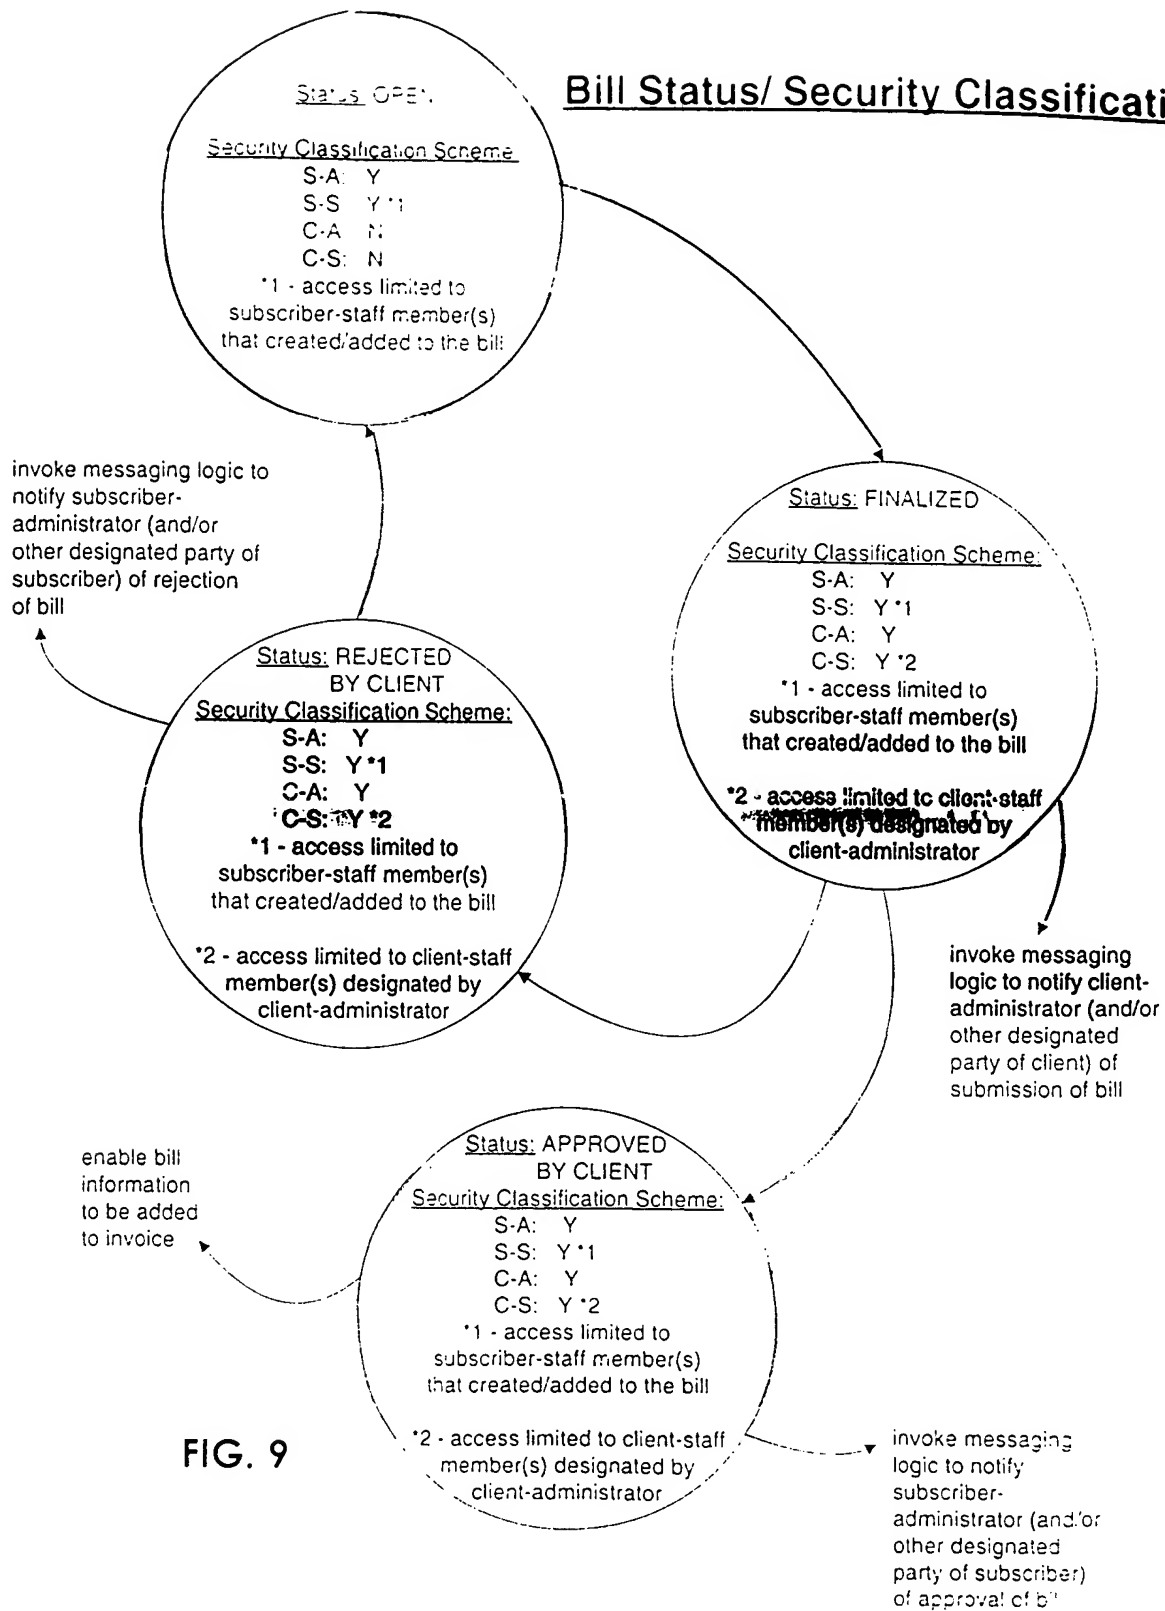 Bill Status/ Security Classificati
Status: OPEN
Security Classification Scheme
S-A: Y
S-S Y *1
C-A N
C-S: N
*1 - access limited to
subscriber-staff member(s)
that created/added to the bill
invoke messaging logic to
notify subscriber-
administrator (and/or
other designated party of
subscriber) of rejection
of bill
Status: FINALIZED
Security Classification Scheme:
S-A: Y
S-S: Y *1
C-A: Y
C-S: Y *2
*1 - access limited to
subscriber-staff member(s)
that created/added to the bill
*2 - access limited to client-staff
member(s) designated by
client-administrator
Status: REJECTED
BY CLIENT
Security Classification Scheme:
S-A: Y
S-S: Y *1
C-A: Y
C-S: Y *2
*1 - access limited to
subscriber-staff member(s)
that created/added to the bill
*2 - access limited to client-staff
member(s) designated by
client-administrator
invoke messaging
logic to notify client-
administrator (and/or
other designated
party of client) of
submission of bill
Status: APPROVED
BY CLIENT
Security Classification Scheme:
S-A: Y
S-S: Y *1
C-A: Y
C-S: Y *2
*1 - access limited to
subscriber-staff member(s)
that created/added to the bill
*2 - access limited to client-staff
member(s) designated by
client-administrator
enable bill
information
to be added
to invoice
invoke messaging
logic to notify
subscriber-
administrator (and/or
other designated
party of subscriber)
of approval of bill
FIG. 9